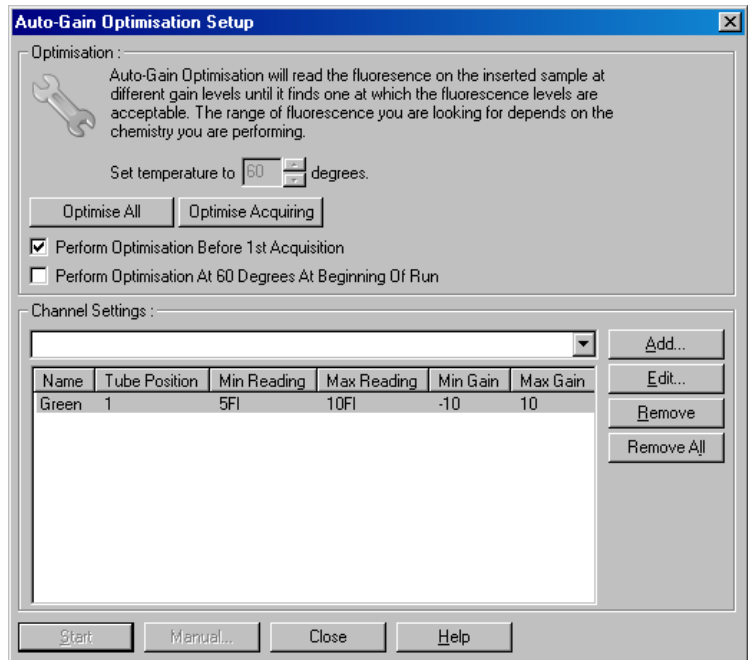 Auto-Gain Optimisation Setup
Optimisation :
Auto-Gain Optimisation will read the fluoresence on the inserted sample at
different gain levels until it finds one at which the fluorescence levels are
acceptable. The range of fluorescence you are looking for depends on the
chemistry you are performing.
Set temperature to 60 degrees.
Optimise All Optimise Acquiring
Perform Optimisation Before 1st Acquisition
Perform Optimisation At 60 Degrees At Beginning Of Run
Channel Settings :
Add...
Name Tube Position Min Reading Max Reading Min Gain Max Gain Edit...
Green 1 5Fl 10Fl -10 10
Remove
Remove All
Start Manual... Close Help